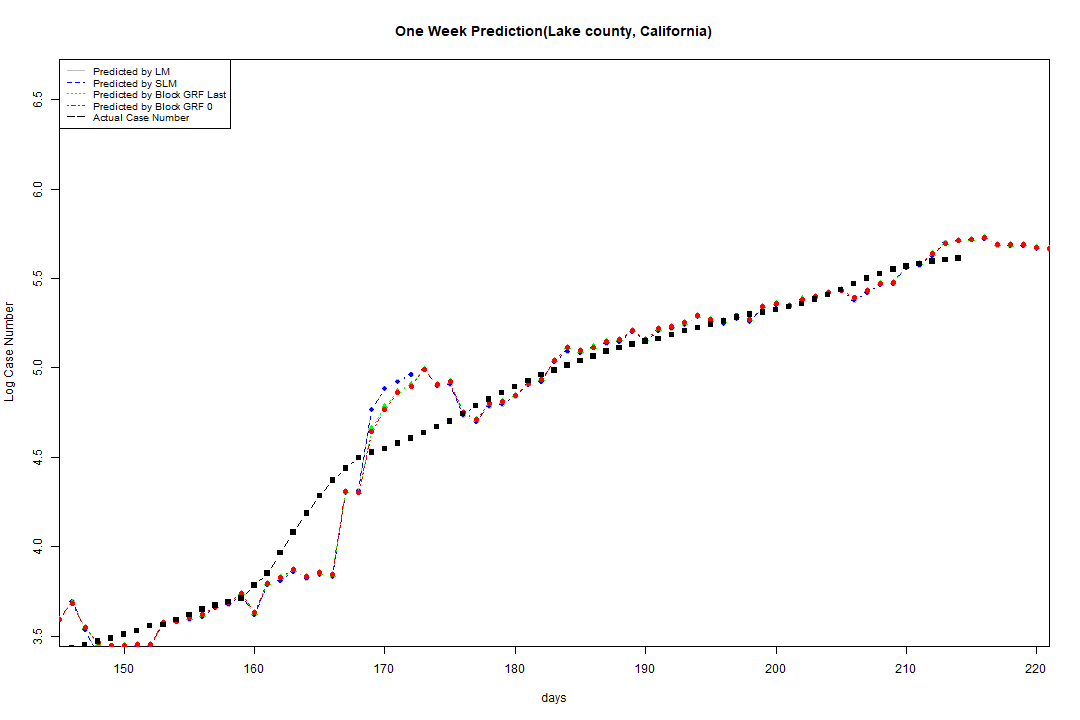 One Week Prediction(Lake county, California)
Predicted by LM
Predicted by SLM
Predicted by Block GRF Last
Predicted by Block GRF 0
Actual Case Number
6.5
6.0
5.5
5.0
4.5
4.0
3.5
Log Case Number
150 160 170 180 190 200 210 220
days